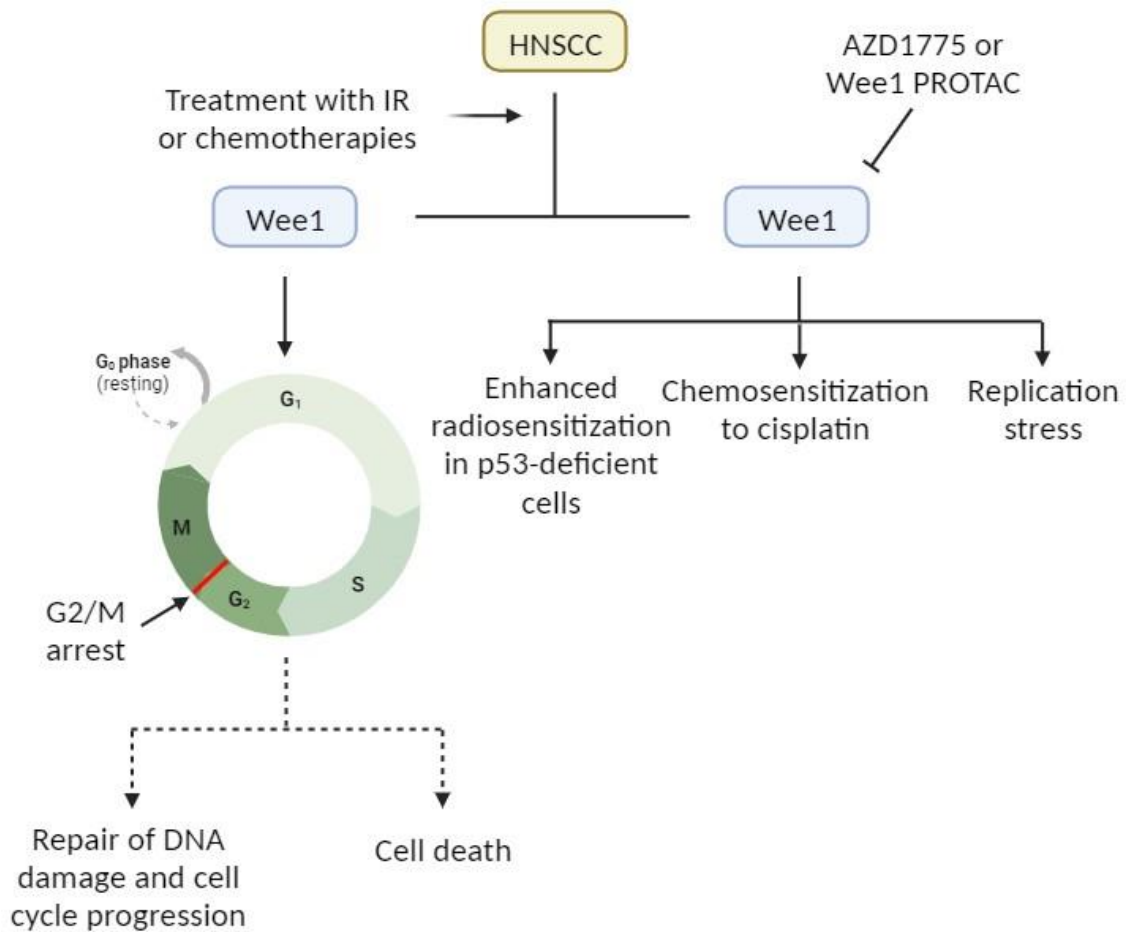 HNSCC
AZD1775 or
Wee1 PROTAC
Treatment with IR
or chemotherapies
Wee1
Wee1
G₀ phase
(resting)
G₁
M
G₂
S
G2/M
arrest
Enhanced
radiosensitization
in p53-deficient
cells
Chemosensitization
to cisplatin
Replication
stress
Repair of DNA
damage and cell
cycle progression
Cell death